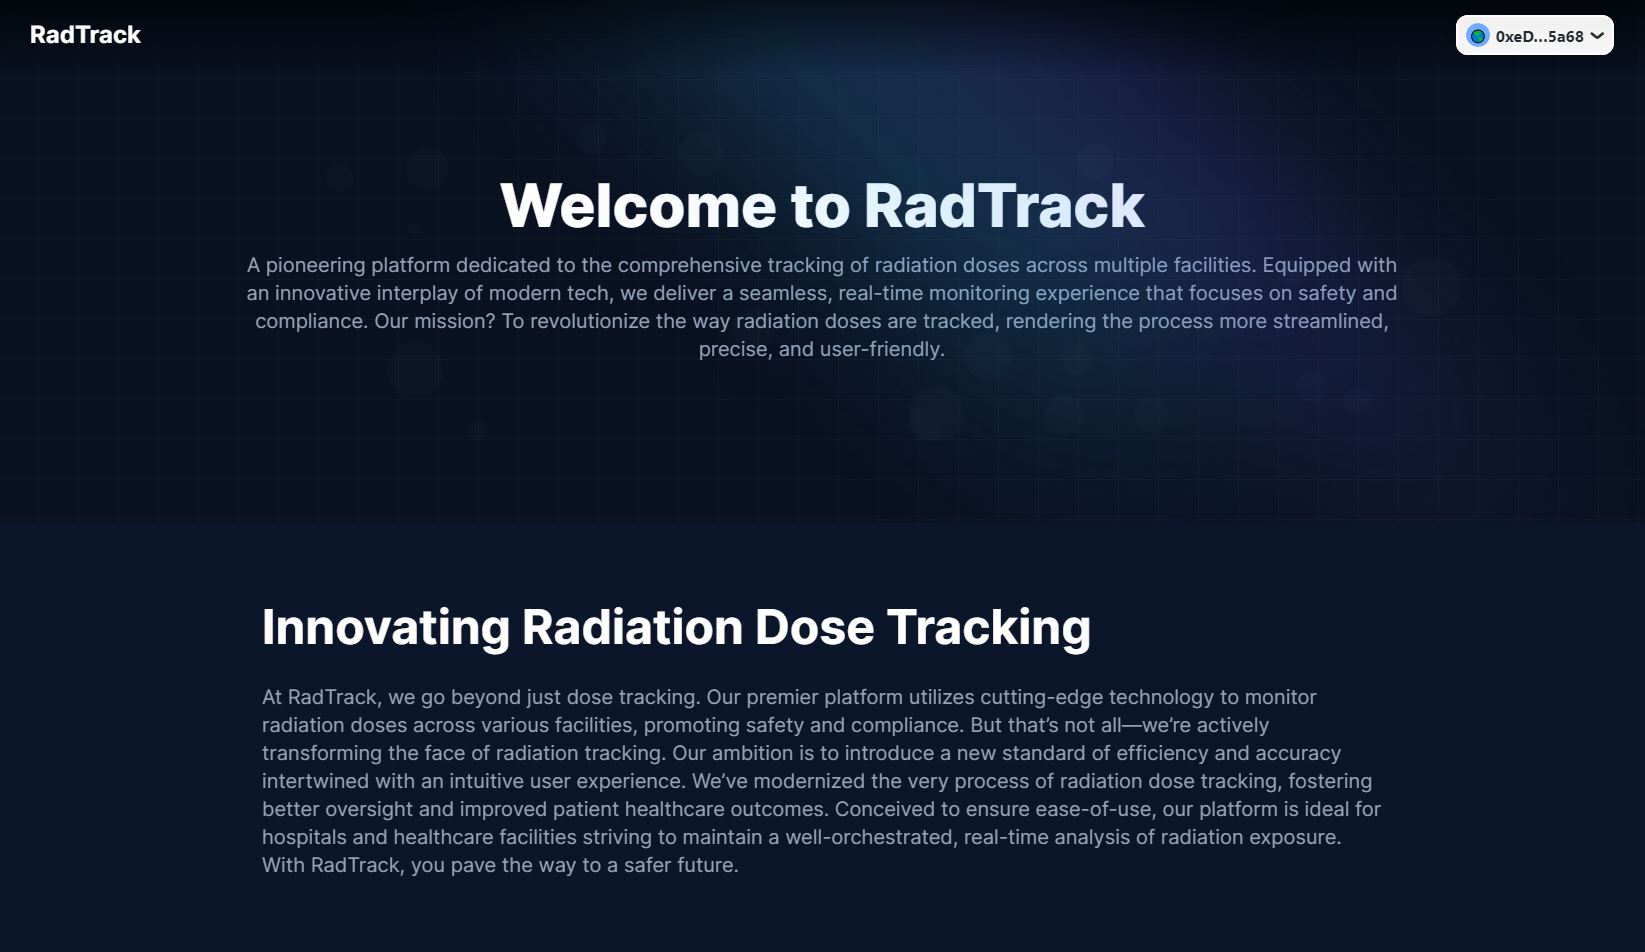 RadTrack
0xeD...5a68
Welcome to RadTrack
A pioneering platform dedicated to the comprehensive tracking of radiation doses across multiple facilities. Equipped with
an innovative interplay of modern tech, we deliver a seamless, real-time monitoring experience that focuses on safety and
compliance. Our mission? To revolutionize the way radiation doses are tracked, rendering the process more streamlined,
precise, and user-friendly.
Innovating Radiation Dose Tracking
At RadTrack, we go beyond just dose tracking. Our premier platform utilizes cutting-edge technology to monitor
radiation doses across various facilities, promoting safety and compliance. But that’s not all—we’re actively
transforming the face of radiation tracking. Our ambition is to introduce a new standard of efficiency and accuracy
intertwined with an intuitive user experience. We’ve modernized the very process of radiation dose tracking, fostering
better oversight and improved patient healthcare outcomes. Conceived to ensure ease-of-use, our platform is ideal for
hospitals and healthcare facilities striving to maintain a well-orchestrated, real-time analysis of radiation exposure.
With RadTrack, you pave the way to a safer future.